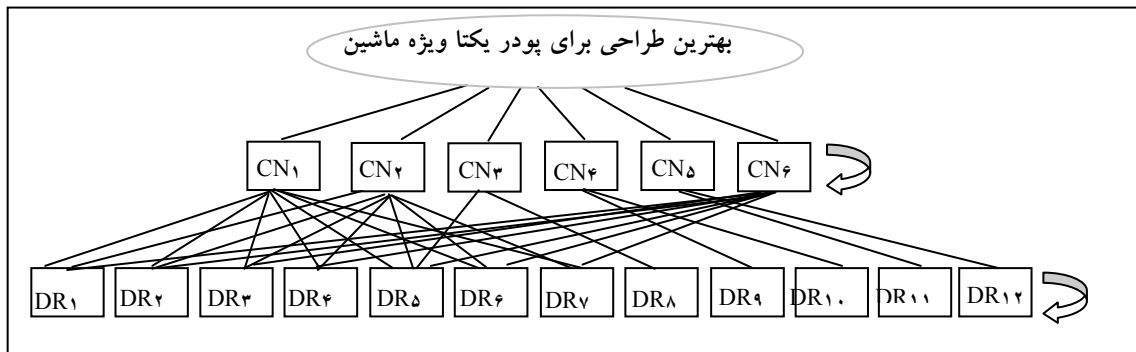 بهترین طراحی برای پودر یکتا ویژه ماشین
CN۱ CN۲ CN۳ CN۴ CN۵ CN۶
DR۱ DR۲ DR۳ DR۴ DR۵ DR۶ DR۷ DR۸ DR۹ DR۱۰ DR۱۱ DR۱۲